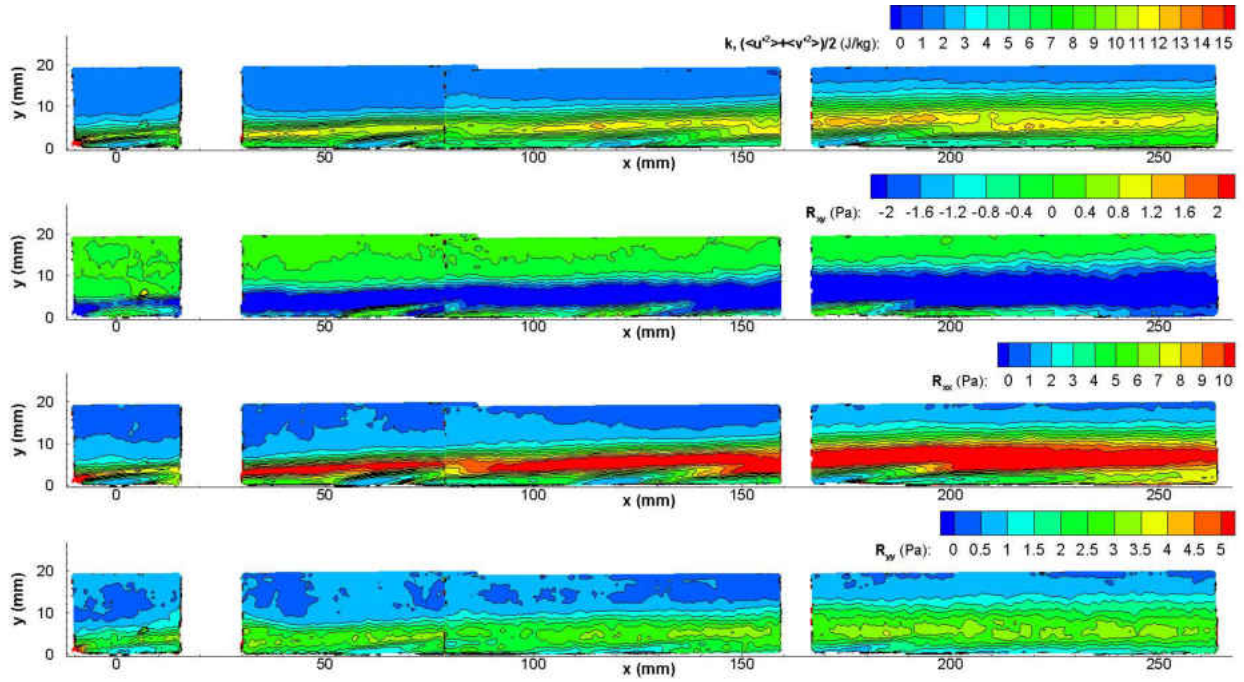 k, (<u'²>+<v'²>)/2 (J/kg): 0 1 2 3 4 5 6 7 8 9 10 11 12 13 14 15
y (mm)
20
10
0
0 50 100 150 200 250
x (mm)
R_xy (Pa): -2 -1.6 -1.2 -0.8 -0.4 0 0.4 0.8 1.2 1.6 2
y (mm)
20
10
0
0 50 100 150 200 250
x (mm)
R_xx (Pa): 0 1 2 3 4 5 6 7 8 9 10
y (mm)
20
10
0
0 50 100 150 200 250
x (mm)
R_yy (Pa): 0 0.5 1 1.5 2 2.5 3 3.5 4 4.5 5
y (mm)
20
10
0
0 50 100 150 200 250
x (mm)